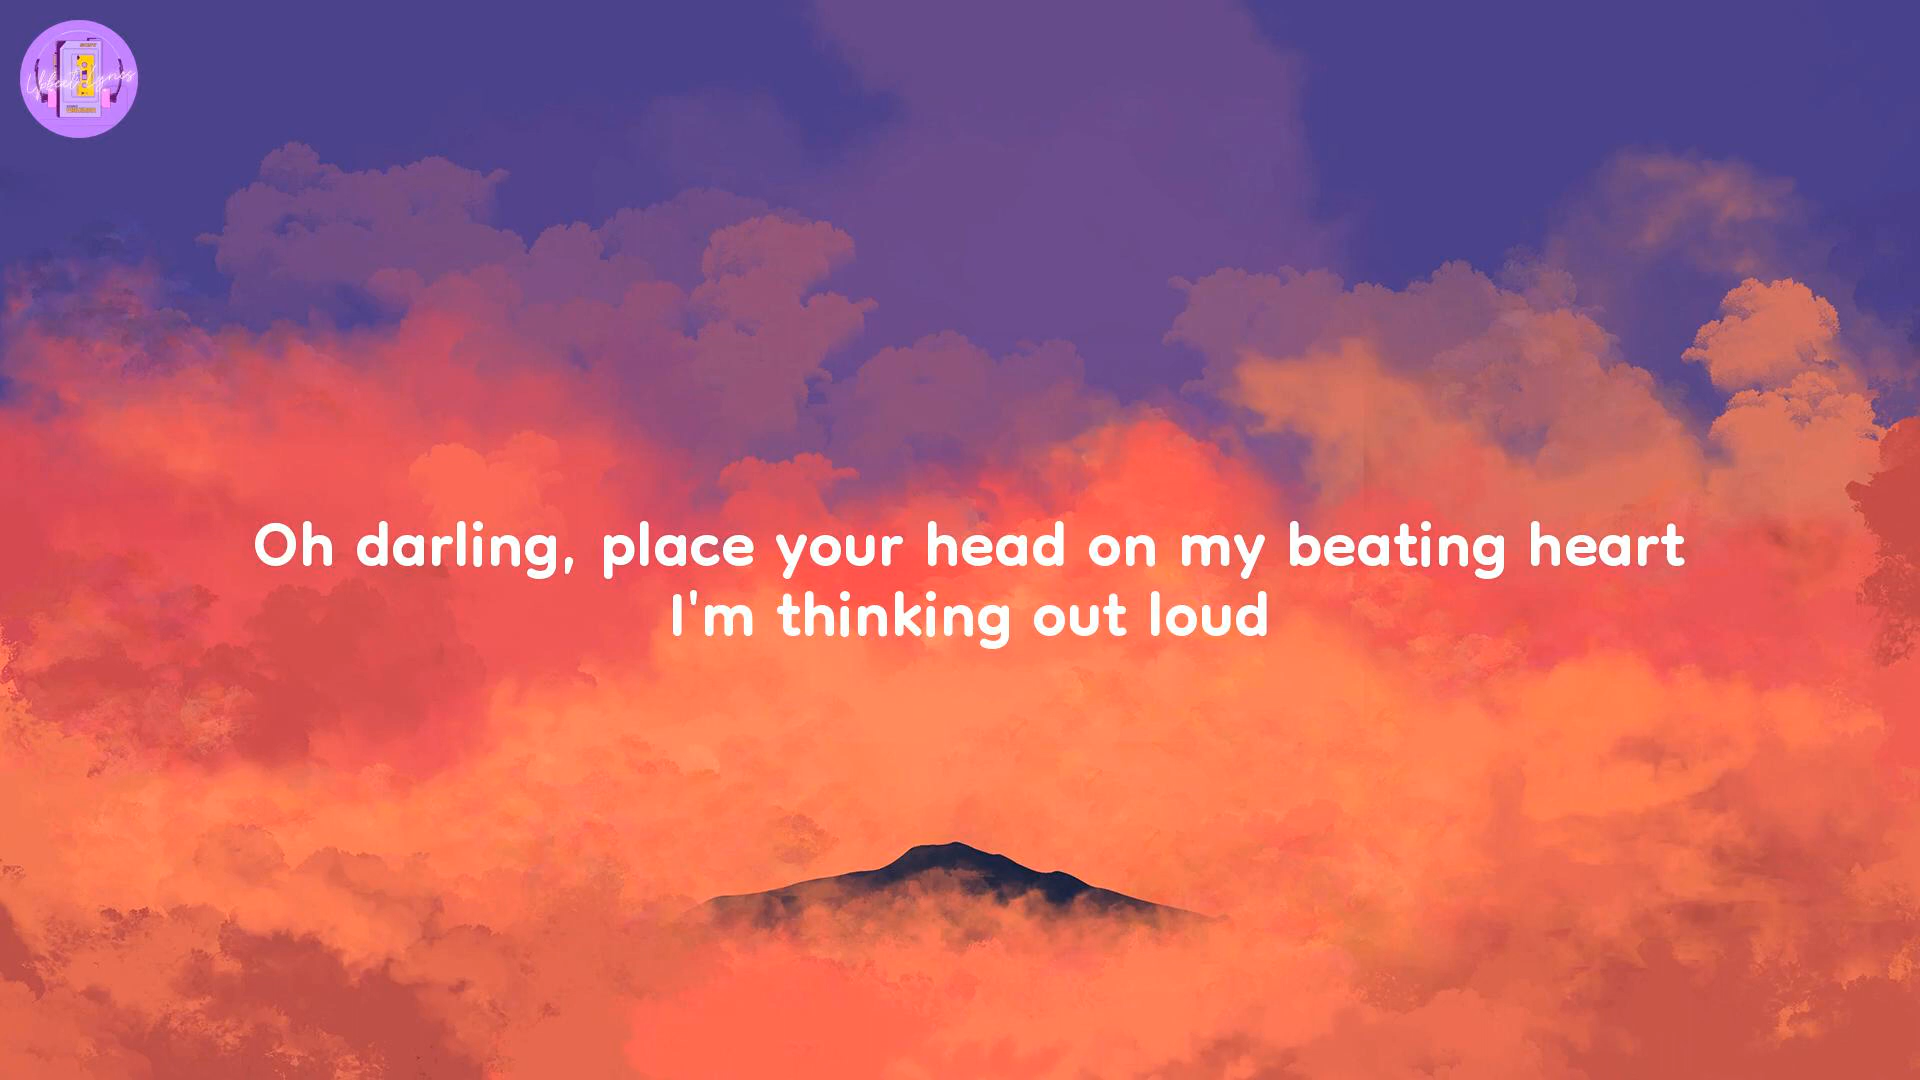 Oh darling, place your head on my beating heart
I'm thinking out loud